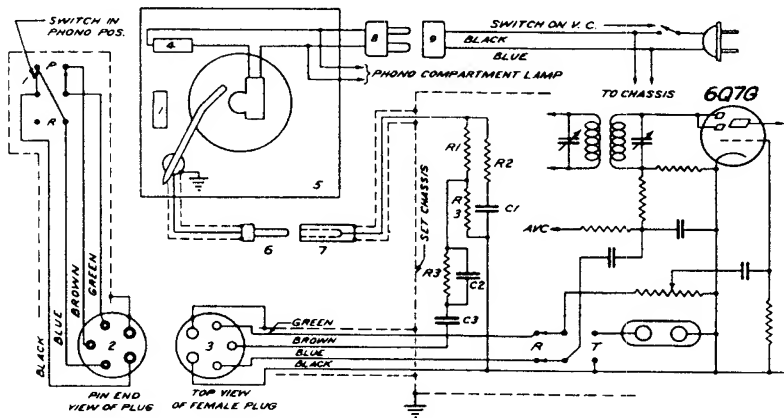 SWITCH IN
PHONO POS.
P
R
4
1
5
8
9
SWITCH ON V.C.
BLACK
BLUE
PHONO COMPARTMENT LAMP
TO CHASSIS
6Q7G
R1
R2
R
3
C1
R3
C2
C3
SET CHASSIS
AVC
6
7
BLACK
BLUE
BROWN
GREEN
2
3
GREEN
BROWN
BLUE
BLACK
R
T
PIN END
VIEW OF PLUG
TOP VIEW
OF FEMALE PLUG